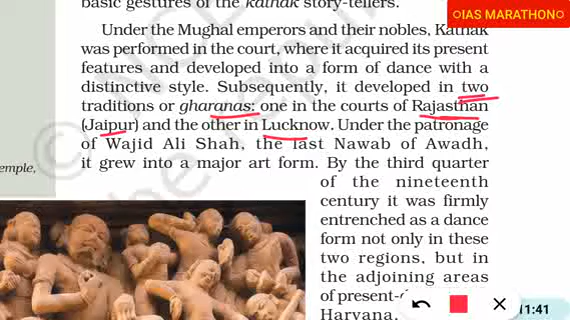 basic gestures of the kathak story-tellers.
IAS MARATHON
Under the Mughal emperors and their nobles, Kathak
was performed in the court, where it acquired its present
features and developed into a form of dance with a
distinctive style. Subsequently, it developed in two
traditions or gharanas: one in the courts of Rajasthan
(Jaipur) and the other in Lucknow. Under the patronage
of Wajid Ali Shah, the last Nawab of Awadh,
it grew into a major art form. By the third quarter
emple,
of the nineteenth
century it was firmly
entrenched as a dance
form not only in these
two regions, but in
the adjoining areas
of present-
Haryana,
11:41